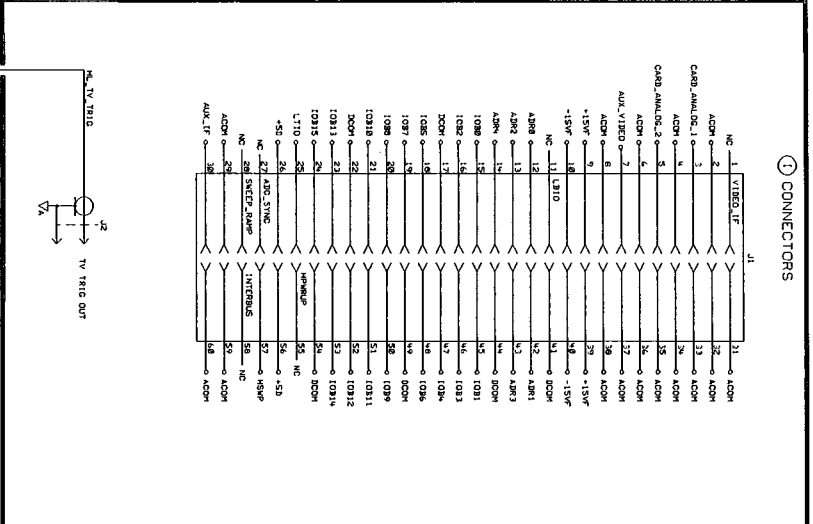 1 CONNECTORS
J1
NC 1 VIDEO_IF 31 ACOM
ACOM 2 32 ACOM
CARD_ANALOG_1 3 33 ACOM
ACOM 4 34 ACOM
CARD_ANALOG_2 5 35 ACOM
ACOM 6 36 ACOM
AUX_VIDEO 7 37 ACOM
ACOM 8 38 ACOM
+15VF 9 39 +15VF
-15VF 10 40 -15VF
NC 11 LBIO 41 DCOM
ADR0 12 42 ADR1
ADR2 13 43 ADR3
ADR4 14 44 DCOM
IOB0 15 45 IOB1
IOB2 16 46 IOB3
DCOM 17 47 IOB4
IOB5 18 48 IOB6
IOB7 19 49 DCOM
IOB8 20 50 IOB9
IOB10 21 51 IOB11
DCOM 22 52 IOB12
IOB13 23 53 IOB14
IOB15 24 54 DCOM
LTIO 25 HPWRUP 55 NC
+5D 26 56 +5D
NC 27 ADC_SYNC 57 HSWP
NC 28 SWEEP_RAMP INTERBUS 58 NC
ACOM 29 59 ACOM
AUX_IF 30 60 ACOM
ML_TV_TRIG
J2
TV TRIG OUT
A